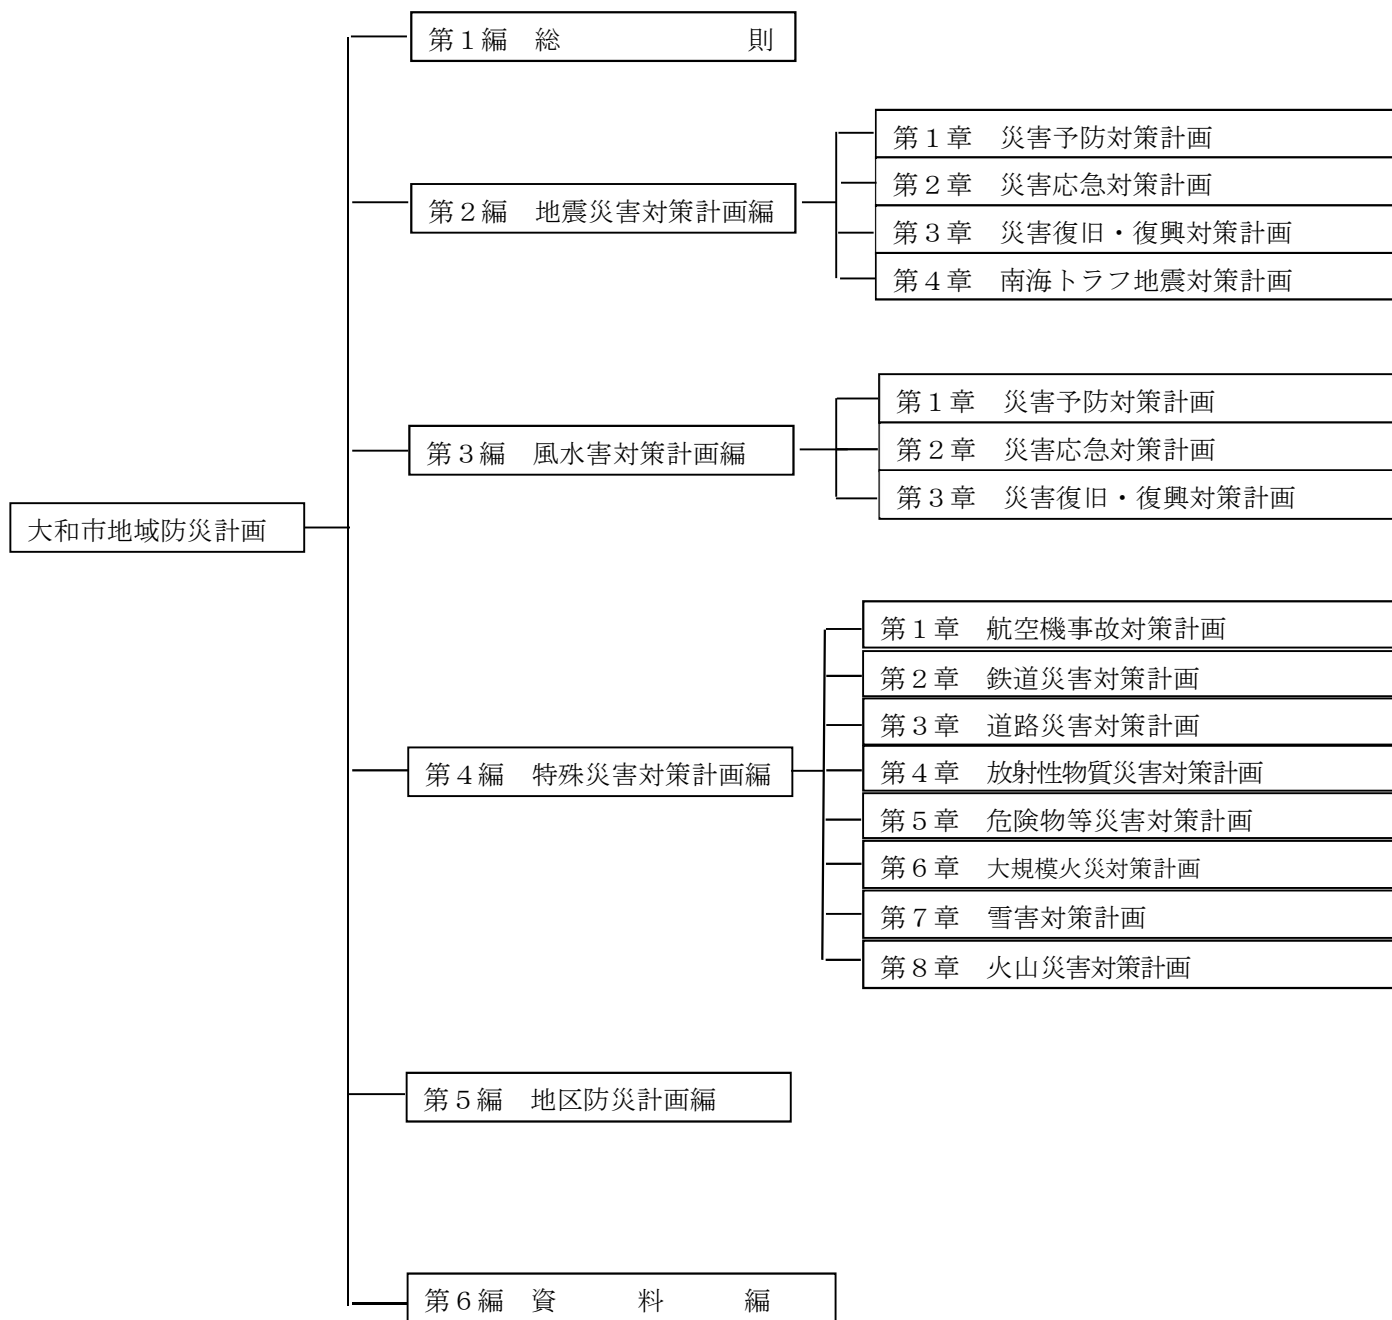 大和市地域防災計画
第１編　総　　　　　　　則
第２編　地震災害対策計画編
第１章　災害予防対策計画
第２章　災害応急対策計画
第３章　災害復旧・復興対策計画
第４章　南海トラフ地震対策計画
第３編　風水害対策計画編
第１章　災害予防対策計画
第２章　災害応急対策計画
第３章　災害復旧・復興対策計画
第４編　特殊災害対策計画編
第１章　航空機事故対策計画
第２章　鉄道災害対策計画
第３章　道路災害対策計画
第４章　放射性物質災害対策計画
第５章　危険物等災害対策計画
第６章　大規模火災対策計画
第７章　雪害対策計画
第８章　火山災害対策計画
第５編　地区防災計画編
第６編　資　　　料　　　編